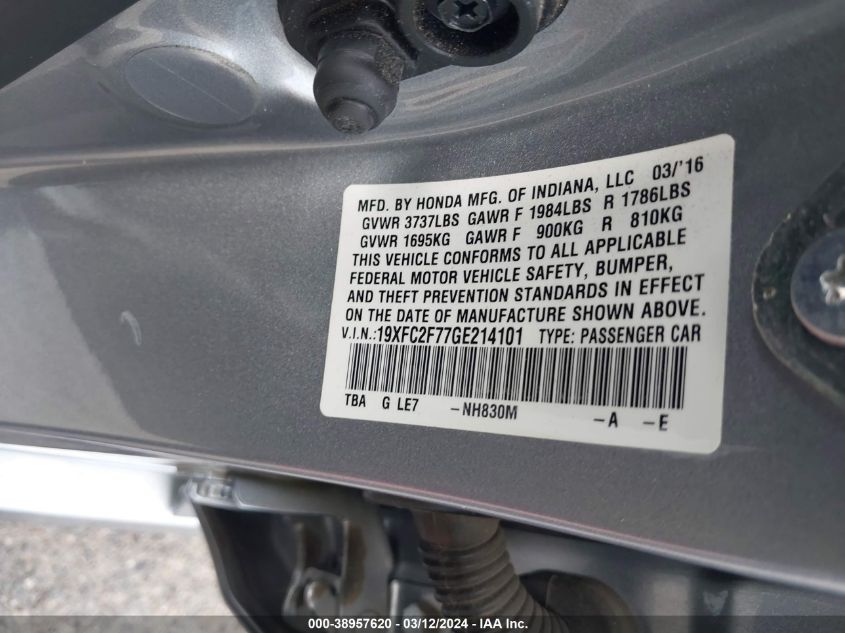 MFD. BY HONDA MFG. OF INDIANA, LLC 03/'16
GVWR 3737LBS GAWR F 1984LBS R 1786LBS
GVWR 1695KG GAWR F 900KG R 810KG
THIS VEHICLE CONFORMS TO ALL APPLICABLE
FEDERAL MOTOR VEHICLE SAFETY, BUMPER,
AND THEFT PREVENTION STANDARDS IN EFFECT
ON THE DATE OF MANUFACTURE SHOWN ABOVE.
V.I.N.:19XFC2F77GE214101 TYPE: PASSENGER CAR
TBA G LE7 -NH830M -A -E
000-38957620 - 03/12/2024 - IAA Inc.